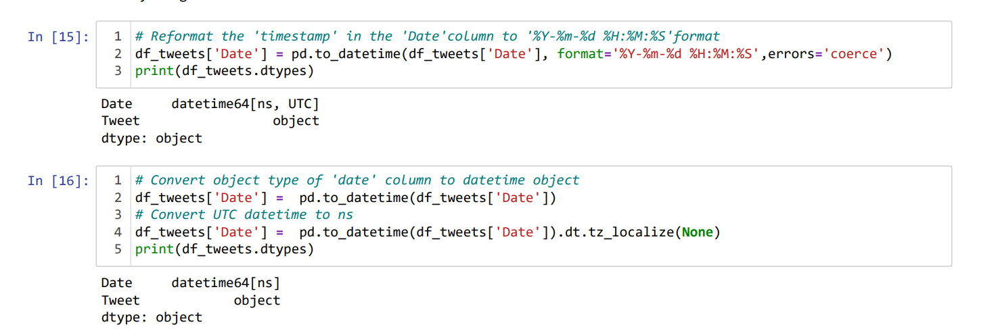 In [15]:
1 # Reformat the 'timestamp' in the 'Date'column to '%Y-%m-%d %H:%M:%S'format
2 df_tweets['Date'] = pd.to_datetime(df_tweets['Date'], format='%Y-%m-%d %H:%M:%S',errors='coerce')
3 print(df_tweets.dtypes)
Date     datetime64[ns, UTC]
Tweet                 object
dtype: object
In [16]:
1 # Convert object type of 'date' column to datetime object
2 df_tweets['Date'] =  pd.to_datetime(df_tweets['Date'])
3 # Convert UTC datetime to ns
4 df_tweets['Date'] =  pd.to_datetime(df_tweets['Date']).dt.tz_localize(None)
5 print(df_tweets.dtypes)
Date     datetime64[ns]
Tweet            object
dtype: object